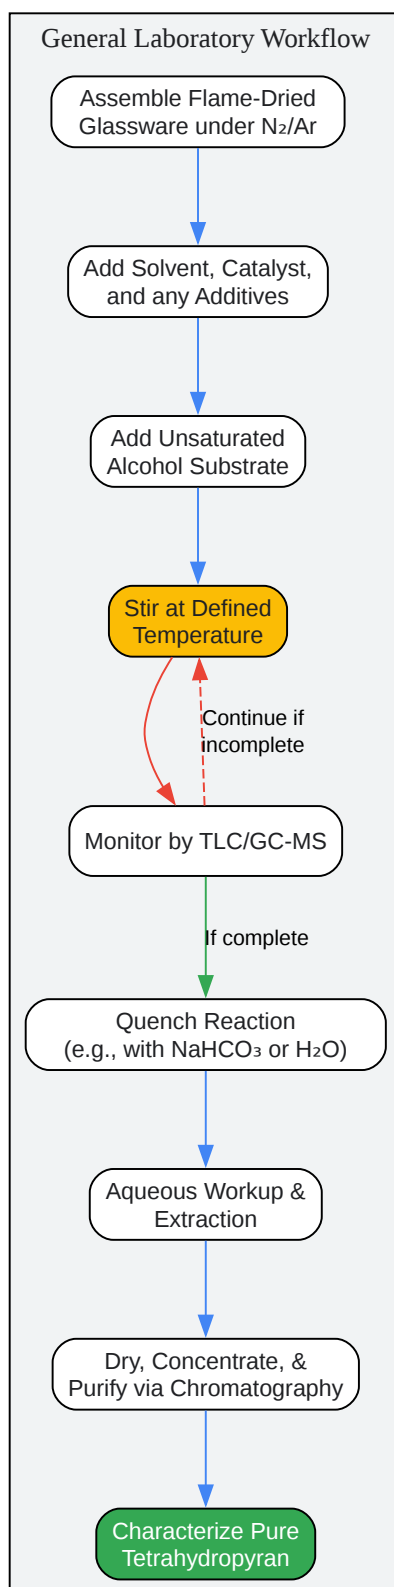 General Laboratory Workflow
Assemble Flame-Dried
Glassware under N₂/Ar
Add Solvent, Catalyst,
and any Additives
Add Unsaturated
Alcohol Substrate
Stir at Defined
Temperature
Continue if
incomplete
Monitor by TLC/GC-MS
If complete
Quench Reaction
(e.g., with NaHCO₃ or H₂O)
Aqueous Workup &
Extraction
Dry, Concentrate, &
Purify via Chromatography
Characterize Pure
Tetrahydropyran